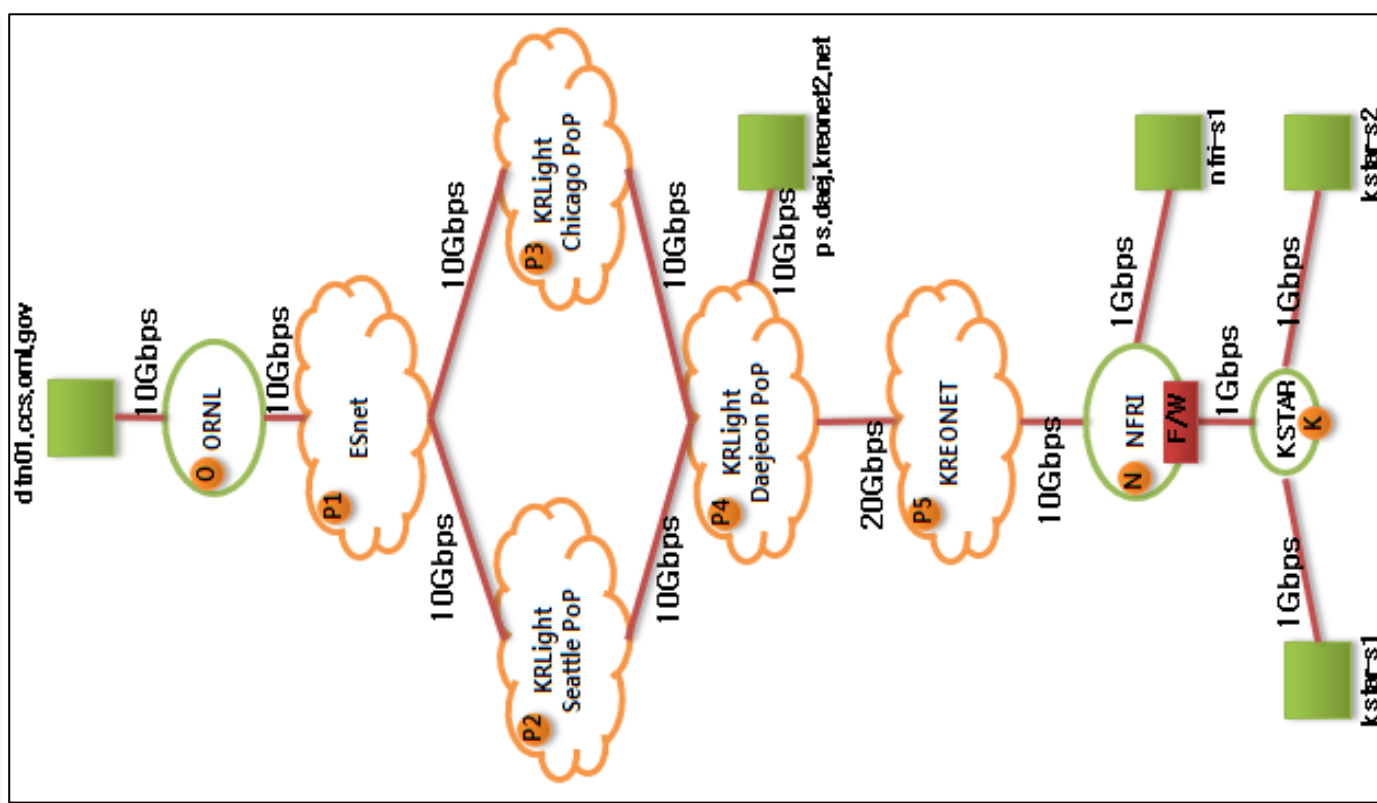 dtn01.ccs.ornl.gov
10Gbps
O
ORNL
10Gbps
P1
ESnet
10Gbps
10Gbps
P2
KRLight
Seattle PoP
P3
KRLight
Chicago PoP
10Gbps
10Gbps
P4
KRLight
Daejeon PoP
10Gbps
ps.daej.kreonet2.net
20Gbps
P5
KREONET
10Gbps
N
NFRI
F/W
1Gbps
nfri-s1
1Gbps
KSTAR
K
1Gbps
kstar-s1
1Gbps
kstar-s2